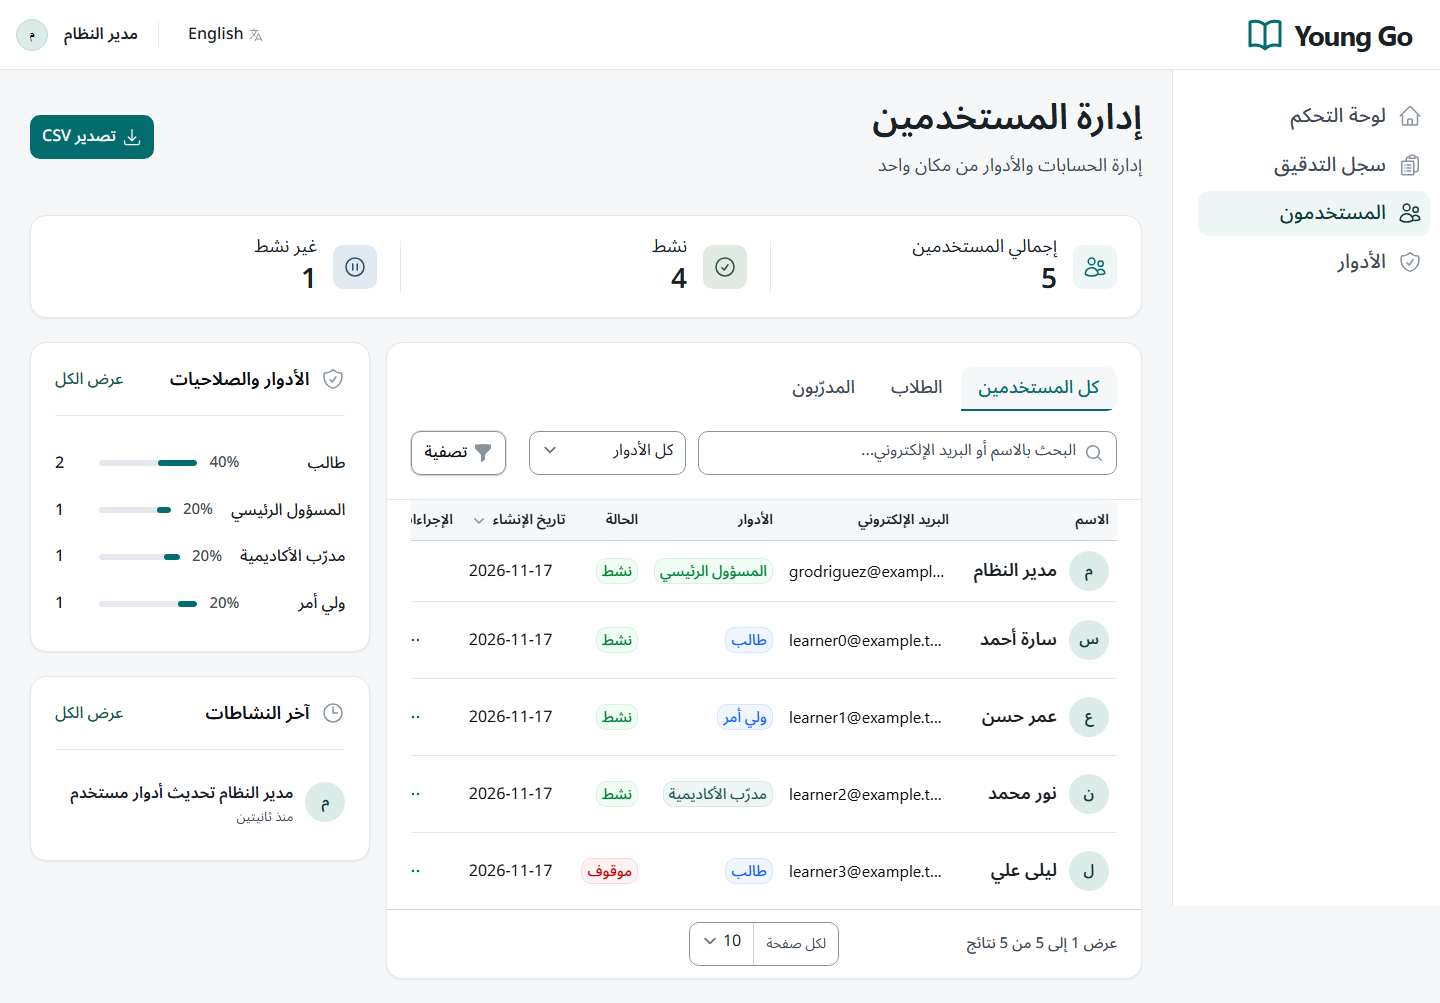 Young Go
English
مدير النظام
م
لوحة التحكم
سجل التدقيق
المستخدمون
الأدوار
إدارة المستخدمين
إدارة الحسابات والأدوار من مكان واحد
تصدير CSV
إجمالي المستخدمين
5
نشط
4
غير نشط
1
كل المستخدمين
الطلاب
المدرّبون
البحث بالاسم أو البريد الإلكتروني...
كل الأدوار
تصفية
الاسم البريد الإلكتروني الأدوار الحالة تاريخ الإنشاء
م مدير النظام grodriguez@exampl... المسؤول الرئيسي نشط 2026-11-17
س سارة أحمد learner0@example.t... طالب نشط 2026-11-17
ع عمر حسن learner1@example.t... ولي أمر نشط 2026-11-17
ن نور محمد learner2@example.t... مدرّب الأكاديمية نشط 2026-11-17
ل ليلى علي learner3@example.t... طالب موقوف 2026-11-17
عرض 1 إلى 5 من 5 نتائج
لكل صفحة 10
الأدوار والصلاحيات
عرض الكل
طالب 40% 2
المسؤول الرئيسي 20% 1
مدرّب الأكاديمية 20% 1
ولي أمر 20% 1
آخر النشاطات
عرض الكل
م
مدير النظام تحديث أدوار مستخدم
منذ ثانيتين